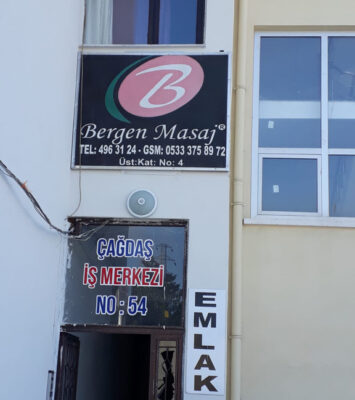 B
Bergen Masaj®
TEL: 496 31 24 - GSM: 0533 375 89 72
Üst:Kat: No: 4
ÇAĞDAŞ
İŞ MERKEZİ
NO : 54
EMLAK